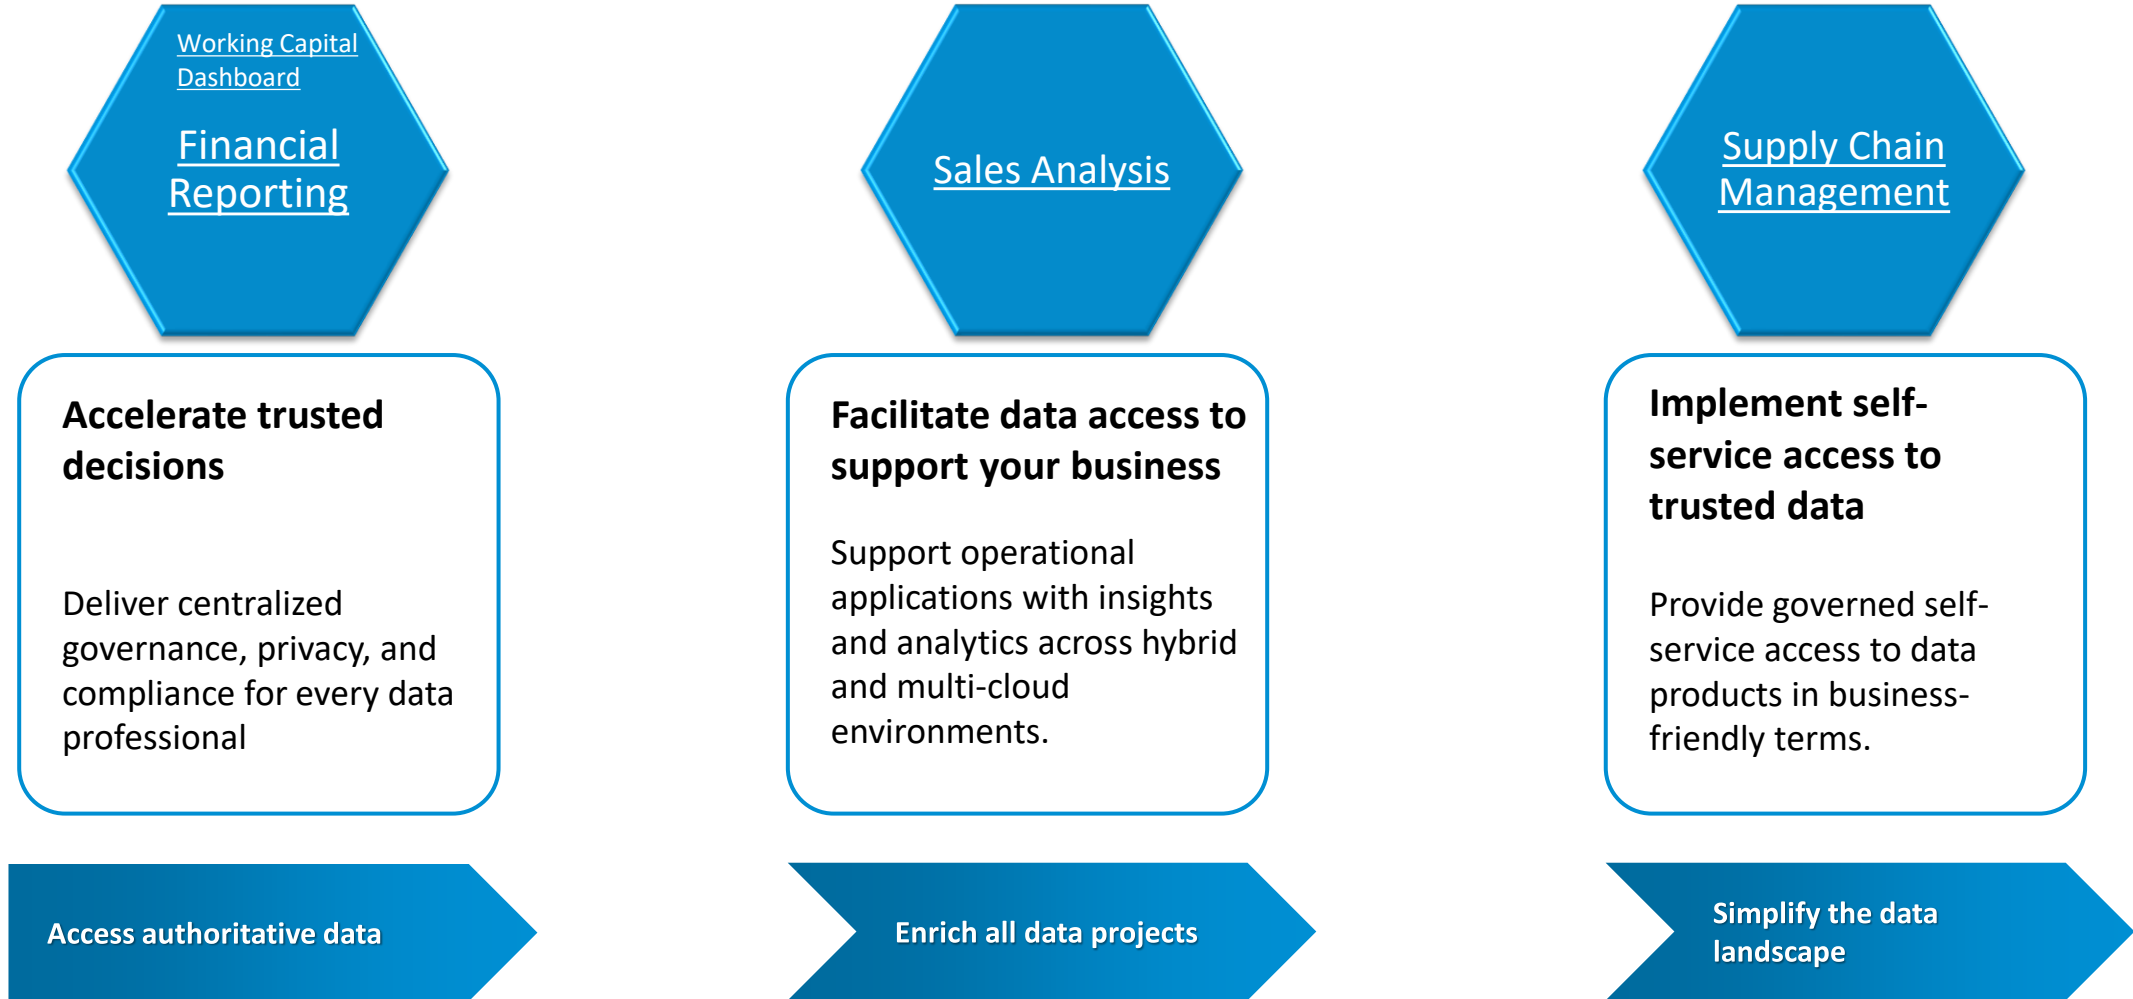 Working Capital
Dashboard
Financial
Reporting
Sales Analysis
Supply Chain
Management
Accelerate trusted
decisions
Deliver centralized
governance, privacy, and
compliance for every data
professional
Facilitate data access to
support your business
Support operational
applications with insights
and analytics across hybrid
and multi-cloud
environments.
Implement self-
service access to
trusted data
Provide governed self-
service access to data
products in business-
friendly terms.
Access authoritative data
Enrich all data projects
Simplify the data
landscape